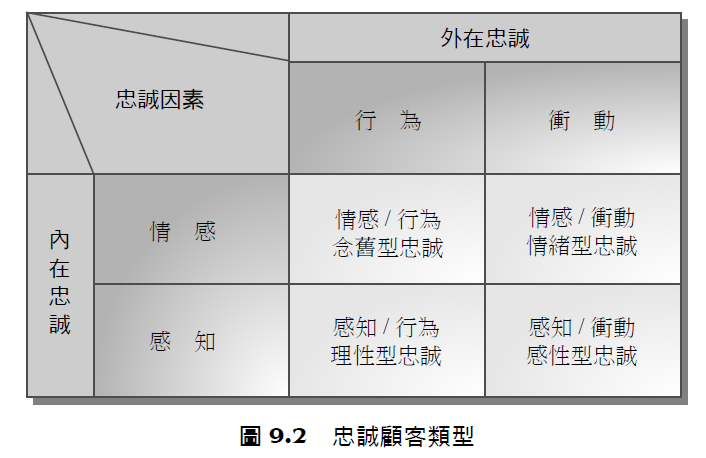 外在忠誠
忠誠因素
行 為
衝 動
內在忠誠
情 感
情感 / 行為
念舊型忠誠
情感 / 衝動
情緒型忠誠
感 知
感知 / 行為
理性型忠誠
感知 / 衝動
感性型忠誠
圖 9.2 忠誠顧客類型